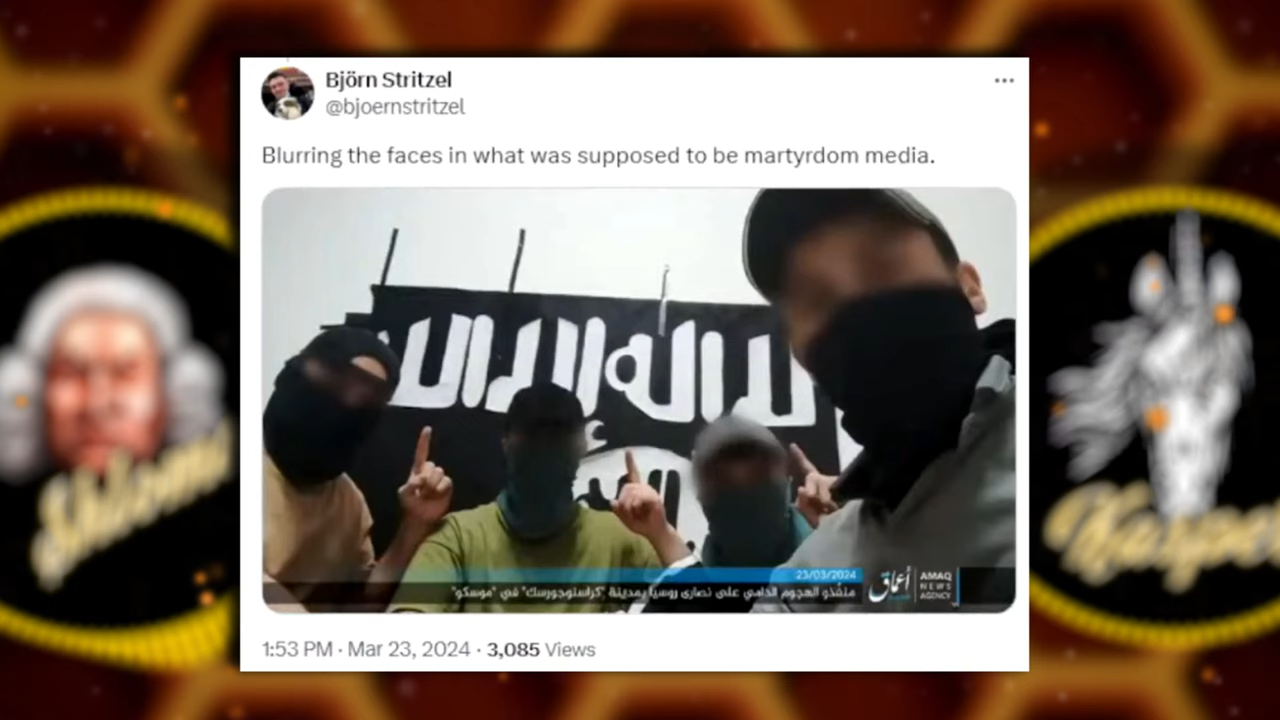 Björn Stritzel
@bjoernstritzel
Blurring the faces in what was supposed to be martyrdom media.
لا إله إلا الله
23/03/2024
منفذو الهجوم الدامي على نصارى روسيا بمدينة "كراسنوجورسك" في "موسكو"
أعماق
AMAQ
NEWS
AGENCY
1:53 PM · Mar 23, 2024 · 3,085 Views